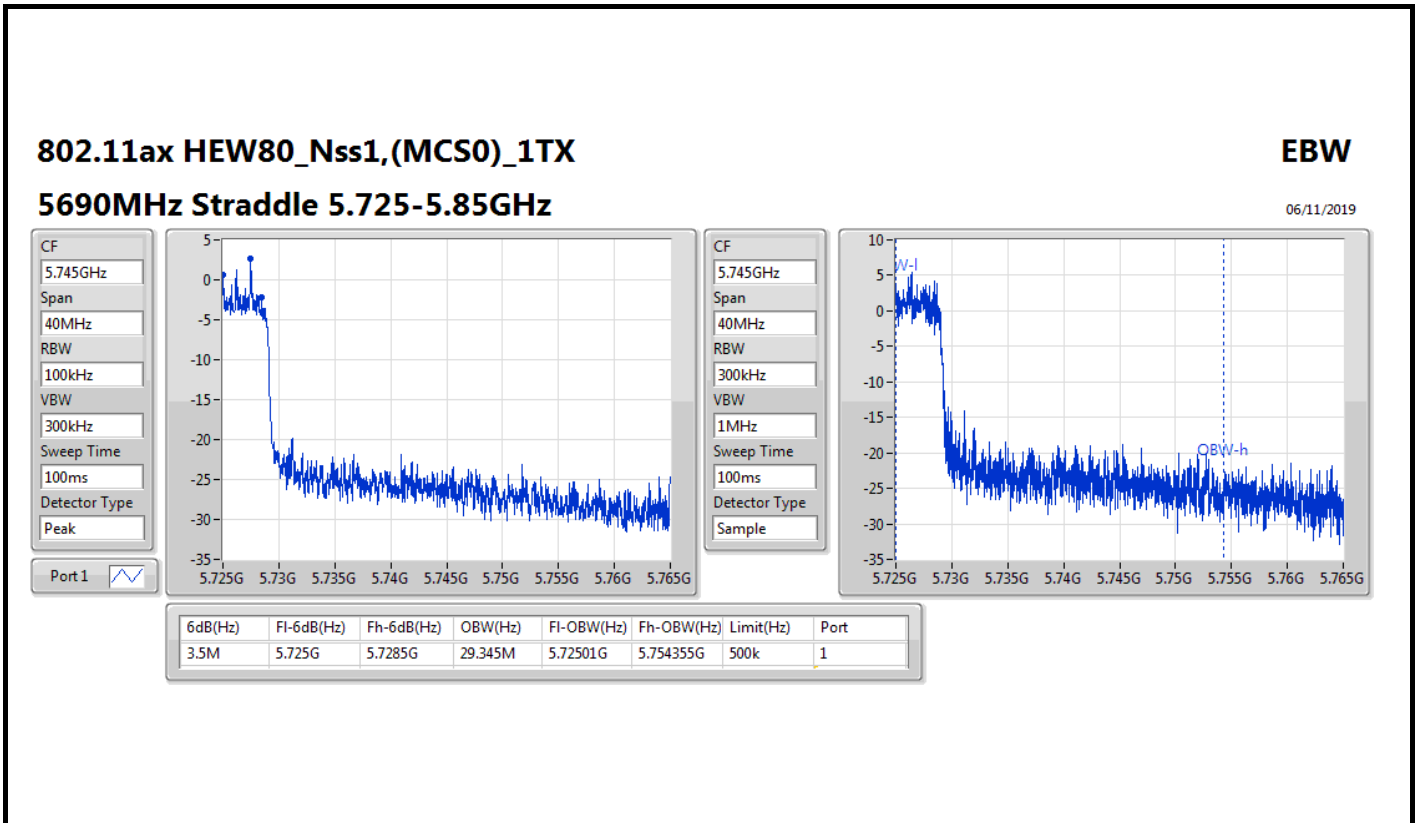 802.11ax HEW80_Nss1,(MCS0)_1TX
EBW
5690MHz Straddle 5.725-5.85GHz
06/11/2019
CF
5.745GHz
Span
40MHz
RBW
100kHz
VBW
300kHz
Sweep Time
100ms
Detector Type
Peak
Port 1
5
0
-5
-10
-15
-20
-25
-30
-35
5.725G 5.73G 5.735G 5.74G 5.745G 5.75G 5.755G 5.76G 5.765G
CF
5.745GHz
Span
40MHz
RBW
300kHz
VBW
1MHz
Sweep Time
100ms
Detector Type
Sample
10
5
0
-5
-10
-15
-20
-25
-30
-35
W-l
OBW-h
5.725G 5.73G 5.735G 5.74G 5.745G 5.75G 5.755G 5.76G 5.765G
6dB(Hz) Fl-6dB(Hz) Fh-6dB(Hz) OBW(Hz) Fl-OBW(Hz) Fh-OBW(Hz) Limit(Hz) Port
3.5M 5.725G 5.7285G 29.345M 5.72501G 5.754355G 500k 1